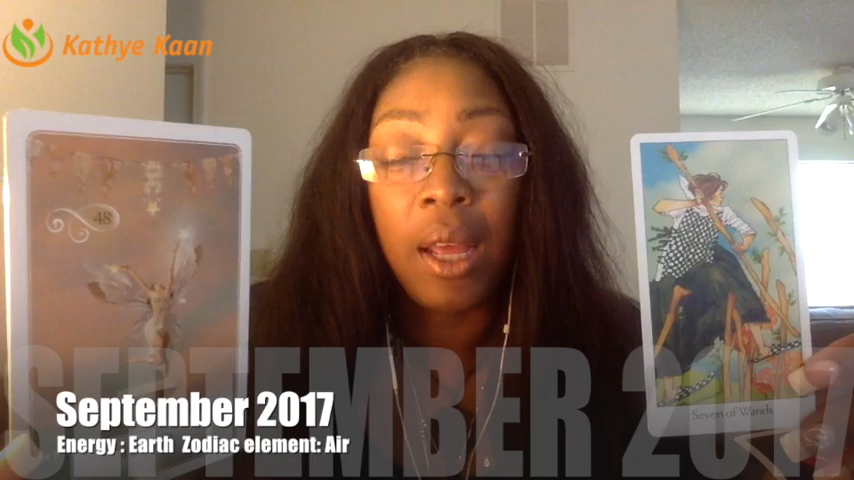 Kathye Kaan
48
Seven of Wands
SEPTEMBER 2017
September 2017
Energy : Earth Zodiac element: Air